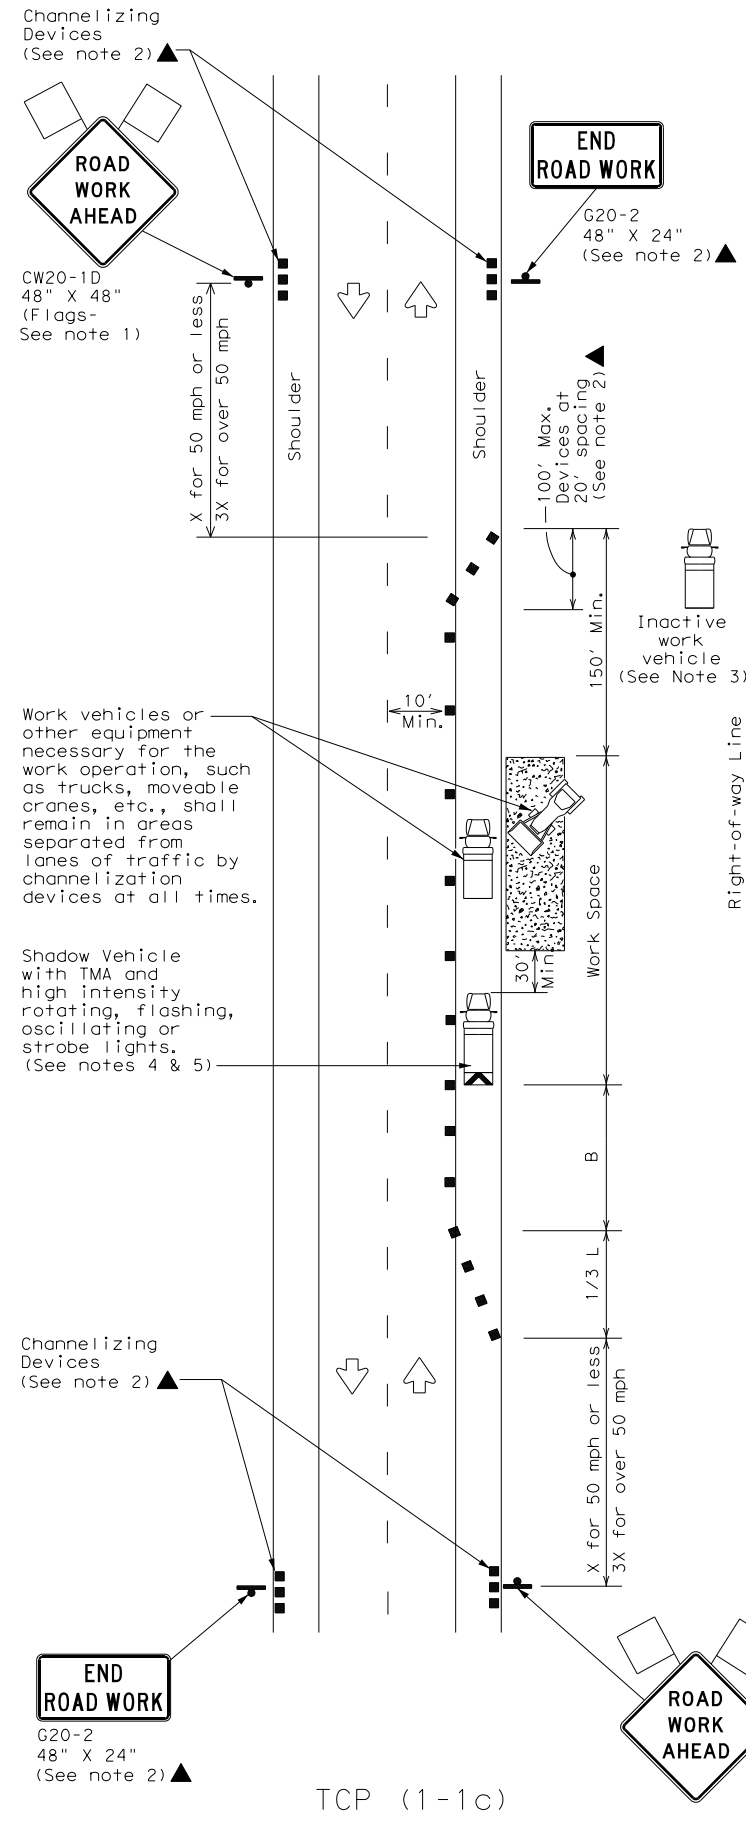 Channelizing
Devices
(See note 2)
ROAD
WORK
AHEAD
CW20-1D
48" X 48"
(Flags-
See note 1)
END
ROAD WORK
G20-2
48" X 24"
(See note 2)
X for 50 mph or less
3X for over 50 mph
Shoulder
Shoulder
100' Max.
Devices at
20' spacing
(See note 2)
150' Min.
Inactive
work
vehicle
(See Note 3)
10'
Min.
Right-of-way Line
Work vehicles or
other equipment
necessary for the
work operation, such
as trucks, moveable
cranes, etc., shall
remain in areas
separated from
lanes of traffic by
channelization
devices at all times.
Work Space
30'
Min.
Shadow Vehicle
with TMA and
high intensity
rotating, flashing,
oscillating or
strobe lights.
(See notes 4 & 5)
B
1/3 L
Channelizing
Devices
(See note 2)
X for 50 mph or less
3X for over 50 mph
END
ROAD WORK
G20-2
48" X 24"
(See note 2)
ROAD
WORK
AHEAD
TCP (1-1c)